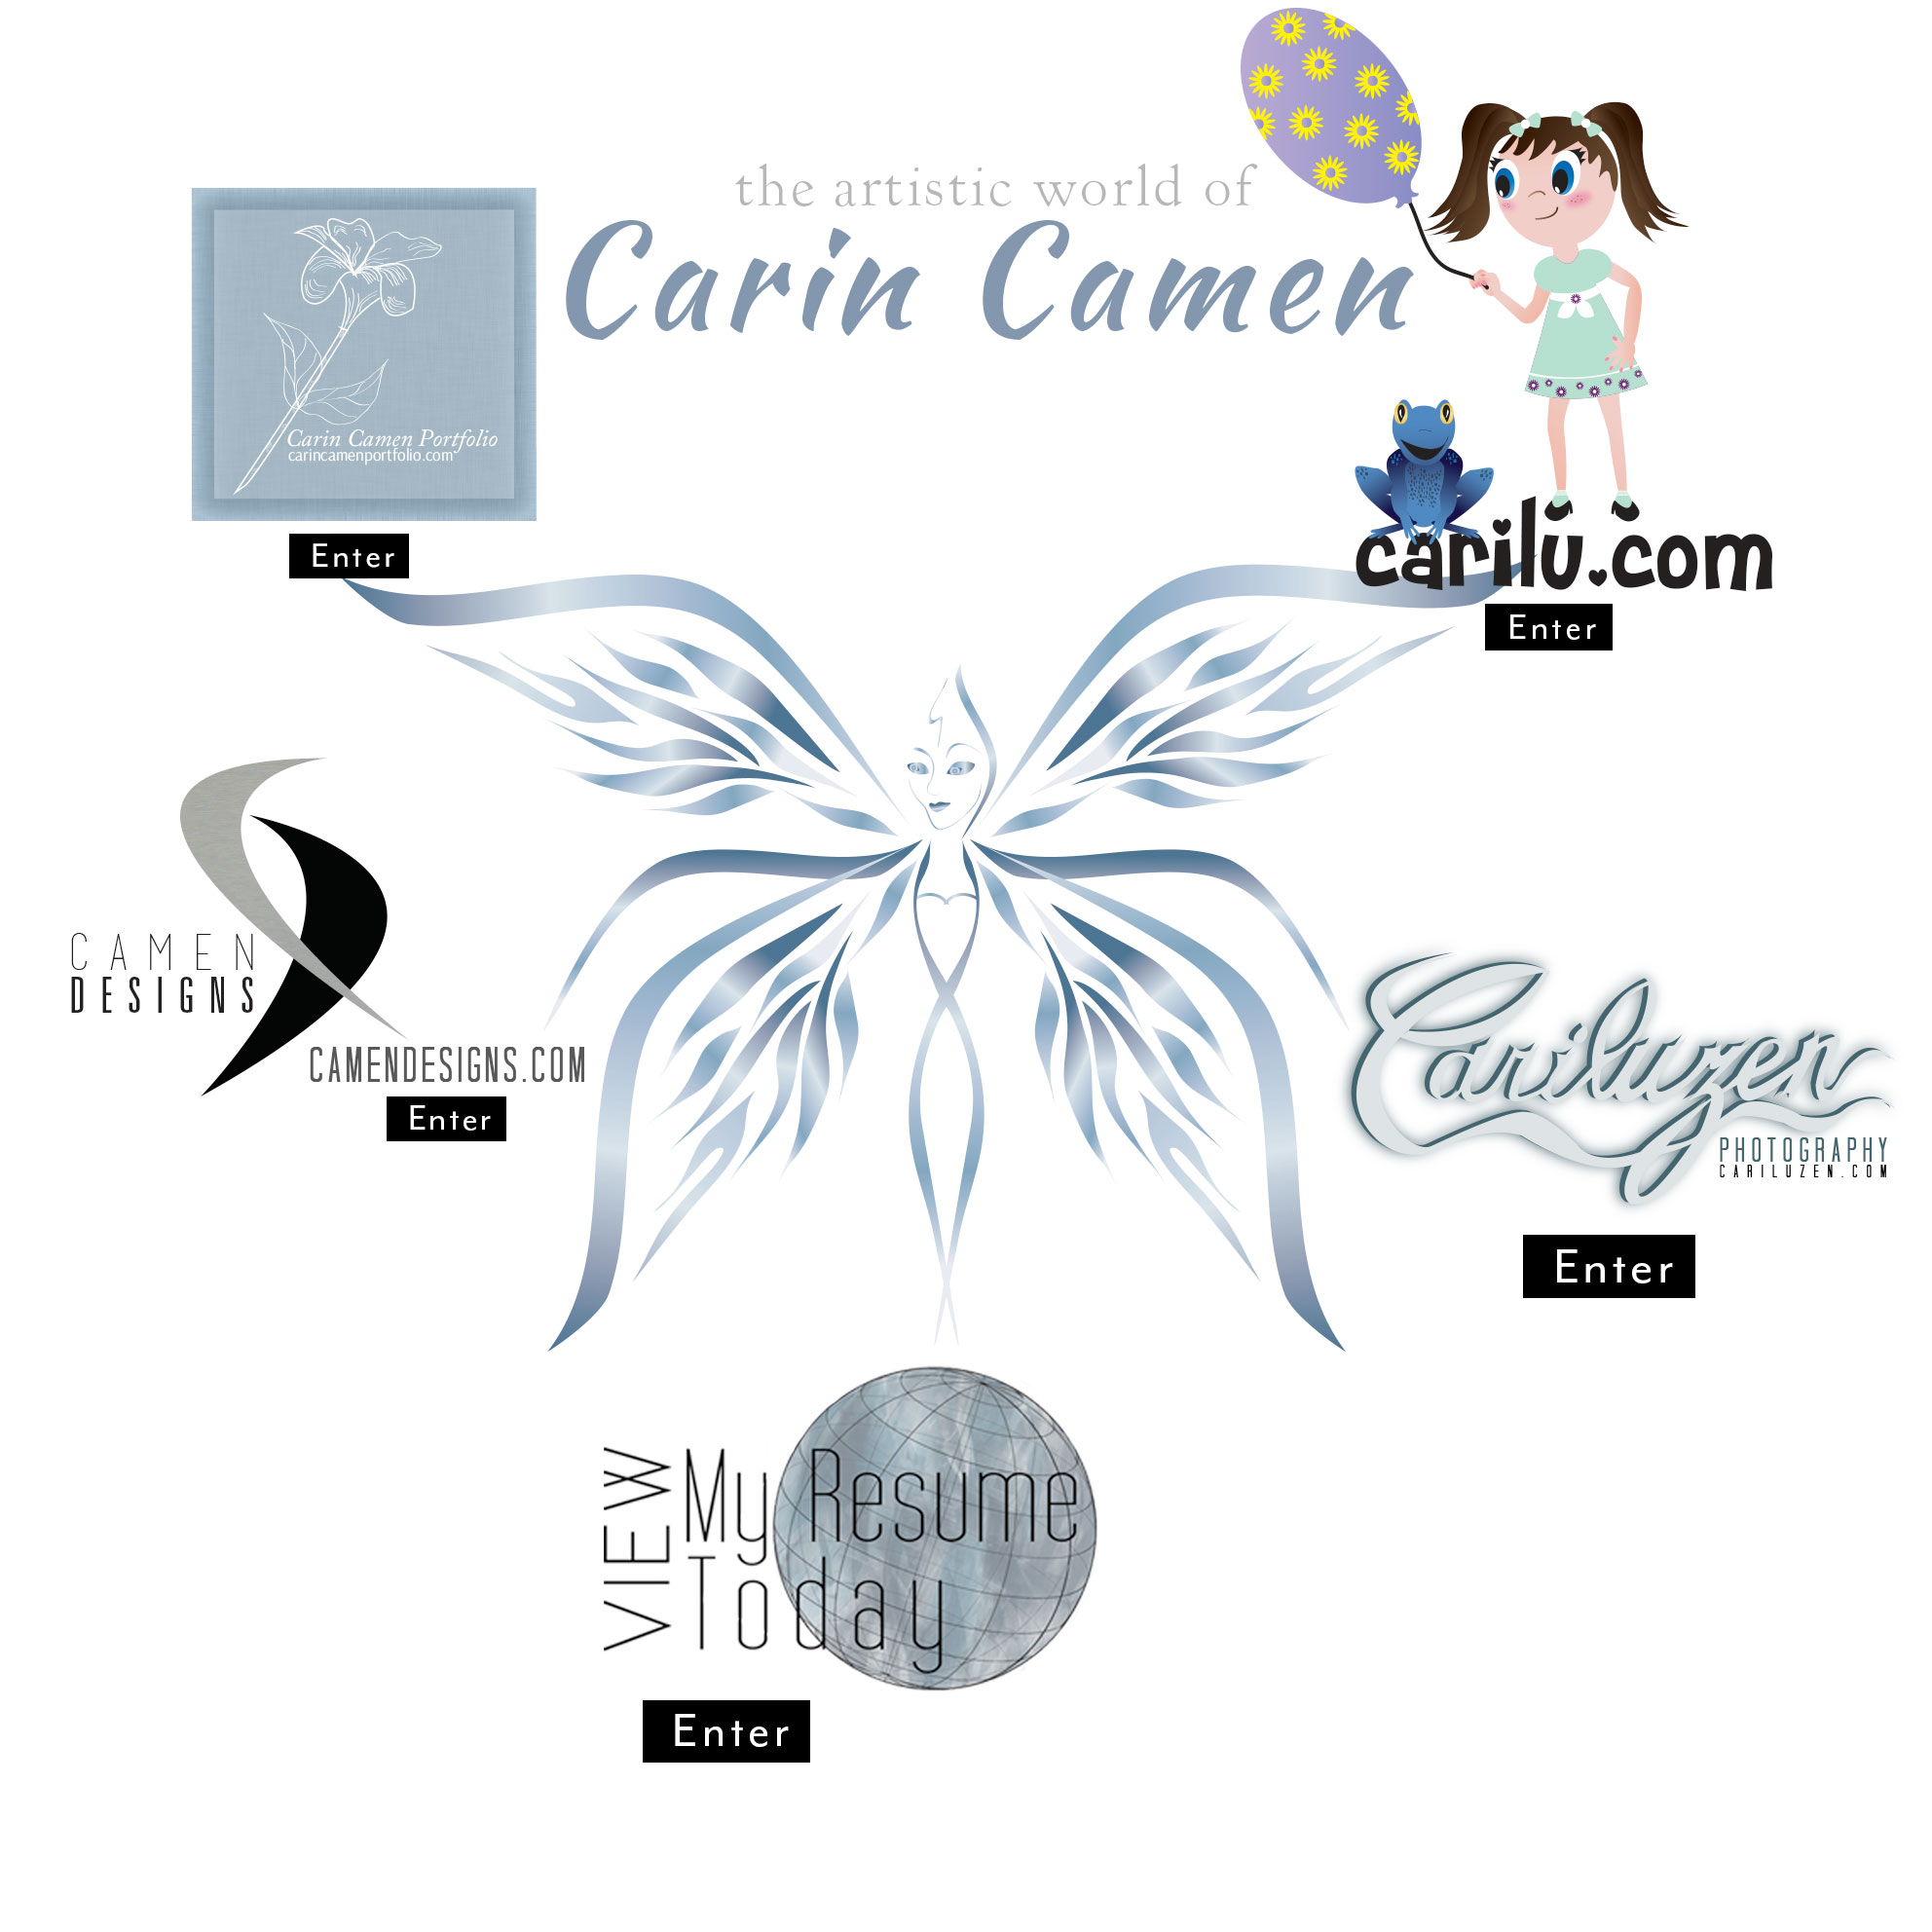 the artistic world of
Carin Camen
Carin Camen Portfolio
carincamenportfolio.com
Enter
carilu.com
Enter
CAMEN
DESIGNS
CAMENDESIGNS.COM
Enter
Cariluzen
PHOTOGRAPHY
CARILUZEN.COM
Enter
VIEW
My Resume
Today
Enter